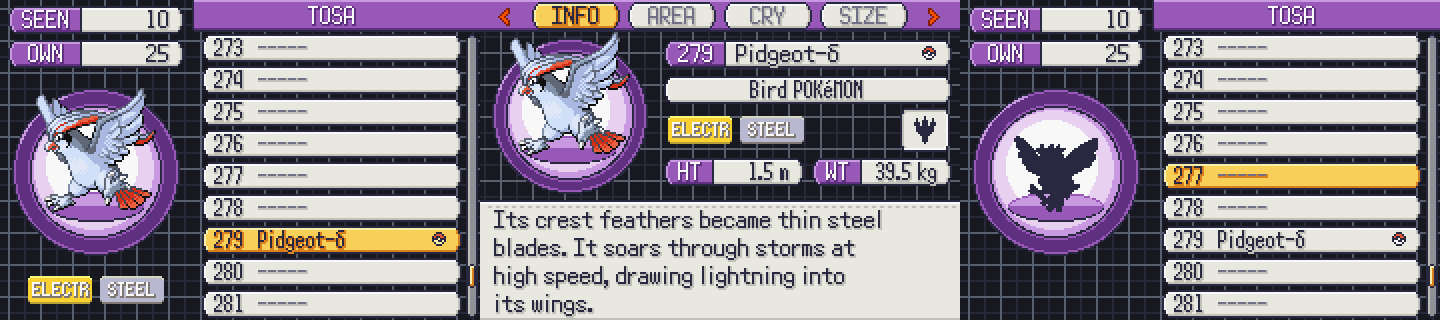 SEEN 10
OWN 25
ELECTR STEEL
TOSA
273 -----
274 -----
275 -----
276 -----
277 -----
278 -----
279 Pidgeot-δ
280 -----
281 -----
INFO AREA CRY SIZE
279 Pidgeot-δ
Bird POKéMON
ELECTR STEEL
HT 1.5 m WT 39.5 kg
Its crest feathers became thin steel
blades. It soars through storms at
high speed, drawing lightning into
its wings.
SEEN 10
OWN 25
TOSA
273 -----
274 -----
275 -----
276 -----
277 -----
278 -----
279 Pidgeot-δ
280 -----
281 -----